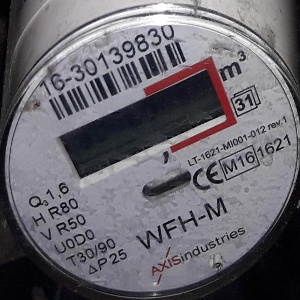 16-30139830
m³
31
LT-1621-MI001-012 rev.1
CE M16 1621
Q₃ 1.6
H R80
V R50
U0D0
T30/90
ΔP25
WFH-M
AXISindustries